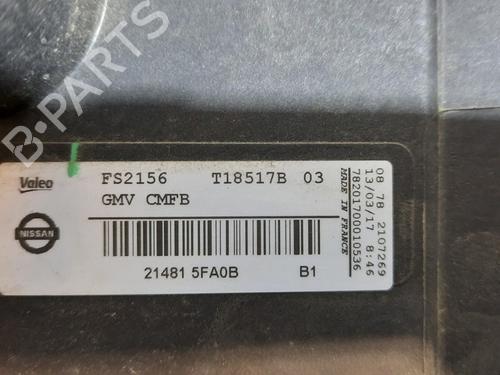 B-PARTS
Valeo
FS2156 T18517B 03
GMV CMFB
NISSAN
21481 5FA0B B1
MADE IN FRANCE
78201700010536
13/03/17 8:46
08 78 2107269